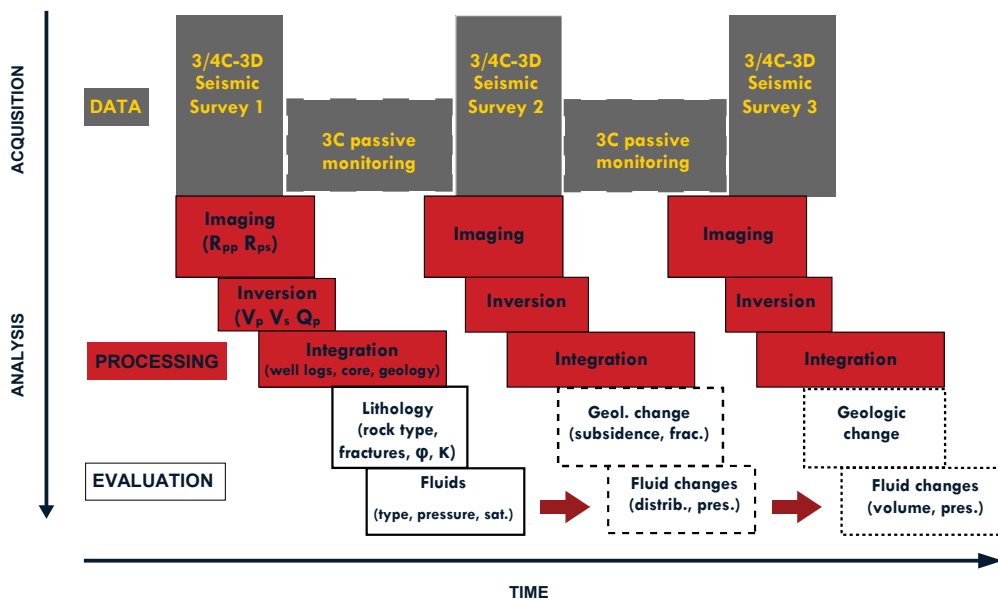 ACQUISITION
ANALYSIS
DATA
3/4C-3D
Seismic
Survey 1
3C passive
monitoring
3/4C-3D
Seismic
Survey 2
3C passive
monitoring
3/4C-3D
Seismic
Survey 3
PROCESSING
Imaging
(Rpp Rps)
Imaging
Imaging
Inversion
(Vp Vs Qp
Inversion
Inversion
Integration
(well logs, core, geology)
Integration
Integration
EVALUATION
Lithology
(rock type,
fractures, φ, K)
Geol. change
(subsidence, frac.)
Geologic
change
Fluids
(type, pressure, sat.)
Fluid changes
(distrib., pres.)
Fluid changes
(volume, pres.)
TIME